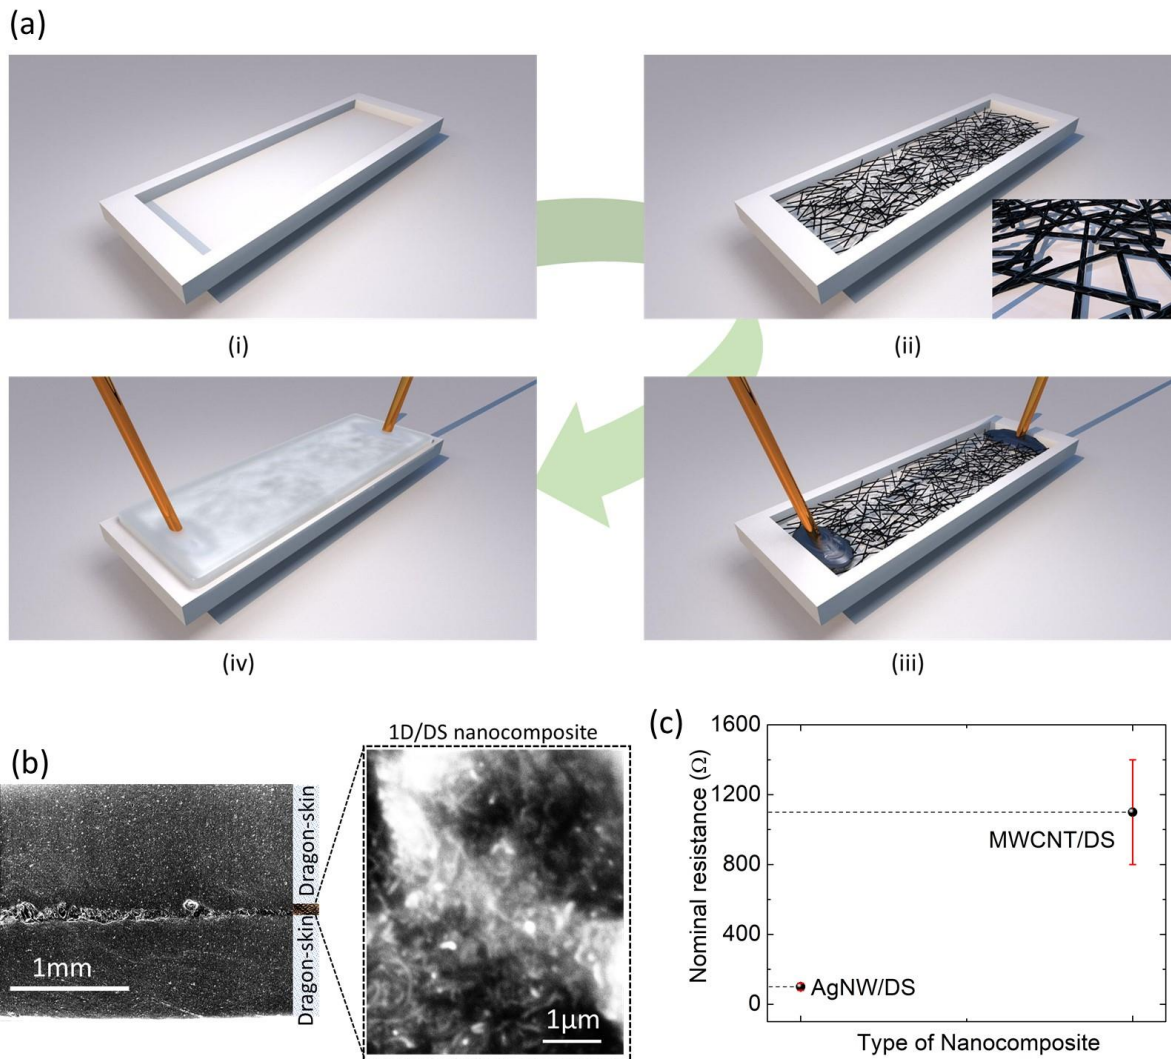 (a)
(i)
(ii)
(iv)
(iii)
(b)
Dragon-skin
Dragon-skin
1mm
1D/DS nanocomposite
1μm
(c)
Nominal resistance (Ω)
1600
1200
800
400
0
MWCNT/DS
AgNW/DS
Type of Nanocomposite